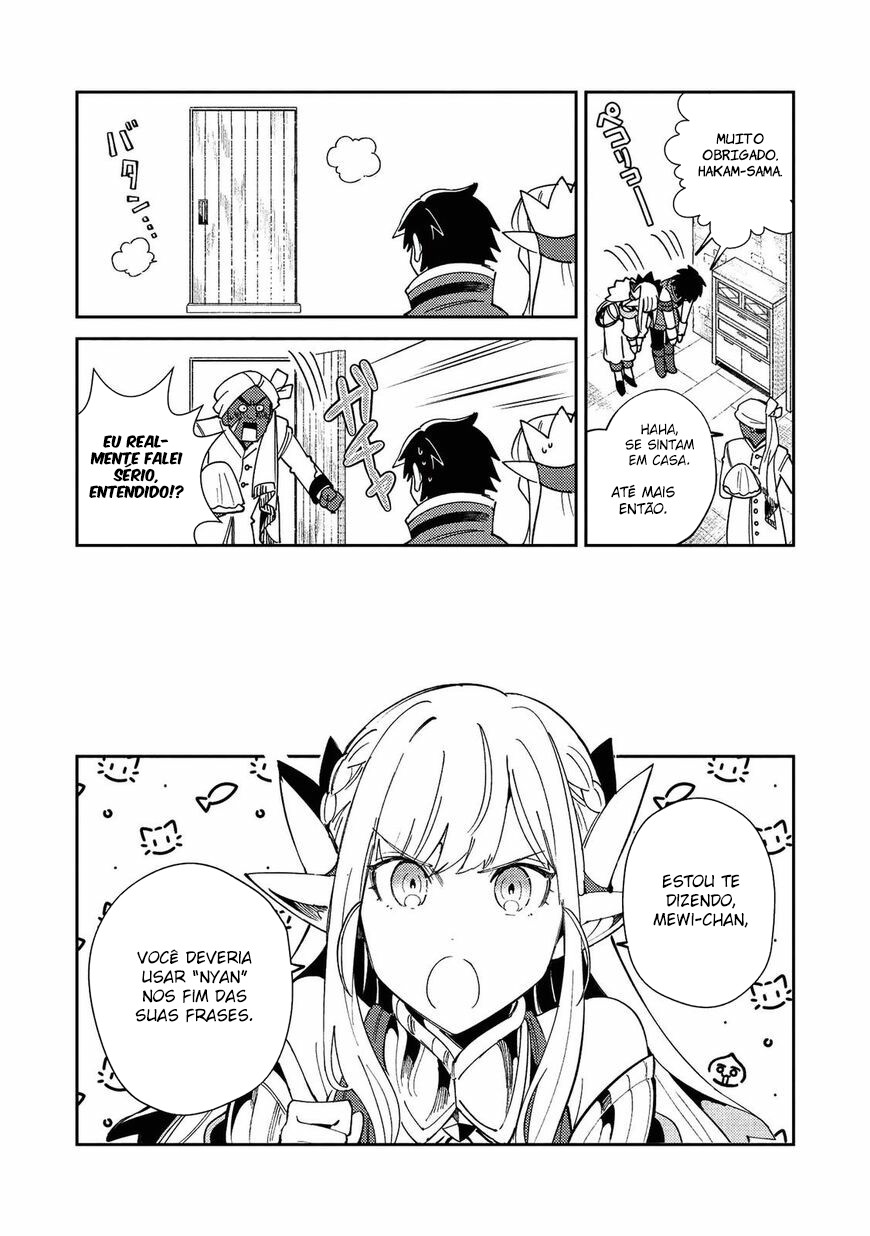 MUITO
OBRIGADO.
HAKAM-SAMA.
ペコリコー
HAHA,
SE SINTAM
EM CASA.
ATÉ MAIS
ENTÃO.
バタン...
ガチャ
EU REAL-
MENTE FALEI
SÉRIO,
ENTENDIDO!?
ESTOU TE
DIZENDO,
MEWI-CHAN,
VOCÊ DEVERIA
USAR “NYAN”
NOS FIM DAS
SUAS FRASES.